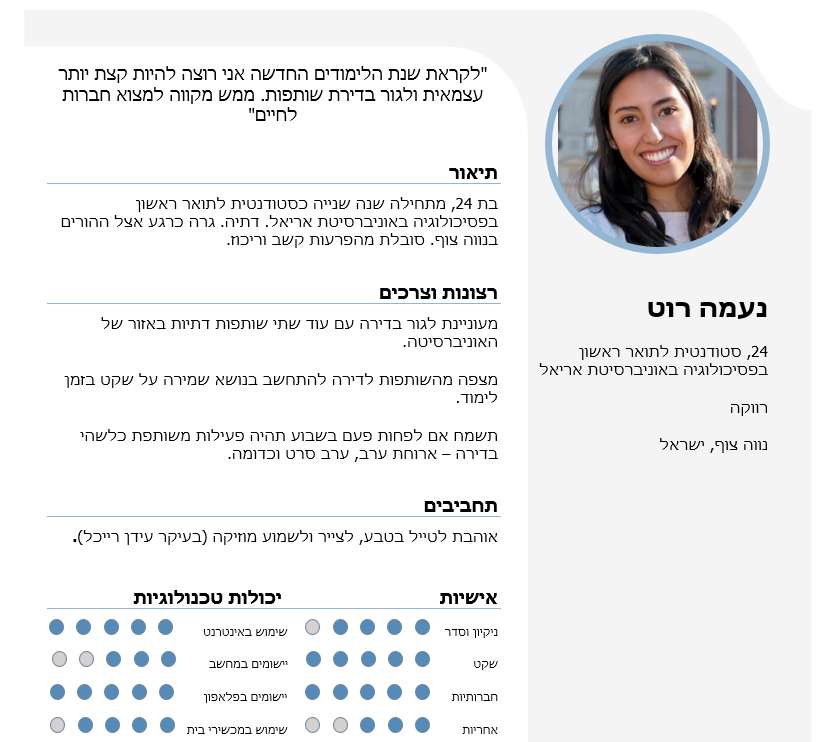 "לקראת שנת הלימודים החדשה אני רוצה להיות קצת יותר
עצמאית ולגור בדירת שותפות. ממש מקווה למצוא חברות
לחיים"
נעמה רוט
24, סטודנטית לתואר ראשון
בפסיכולוגיה באוניברסיטת אריאל
רווקה
נווה צוף, ישראל
תיאור
בת 24, מתחילה שנה שנייה כסטודנטית לתואר ראשון
בפסיכולוגיה באוניברסיטת אריאל. דתיה. גרה כרגע אצל ההורים
בנווה צוף. סובלת מהפרעות קשב וריכוז.
רצונות וצרכים
מעוניינת לגור בדירה עם עוד שתי שותפות דתיות באזור של
האוניברסיטה.
מצפה מהשותפות לדירה להתחשב בנושא שמירה על שקט בזמן
לימוד.
תשמח אם לפחות פעם בשבוע תהיה פעילות משותפת כלשהי
בדירה – ארוחת ערב, ערב סרט וכדומה.
תחביבים
אוהבת לטייל בטבע, לצייר ולשמוע מוזיקה (בעיקר עידן רייכל).
אישיות
ניקיון וסדר
שקט
חברותיות
אחריות
יכולות טכנולוגיות
שימוש באינטרנט
יישומים במחשב
יישומים בפלאפון
שימוש במכשירי בית